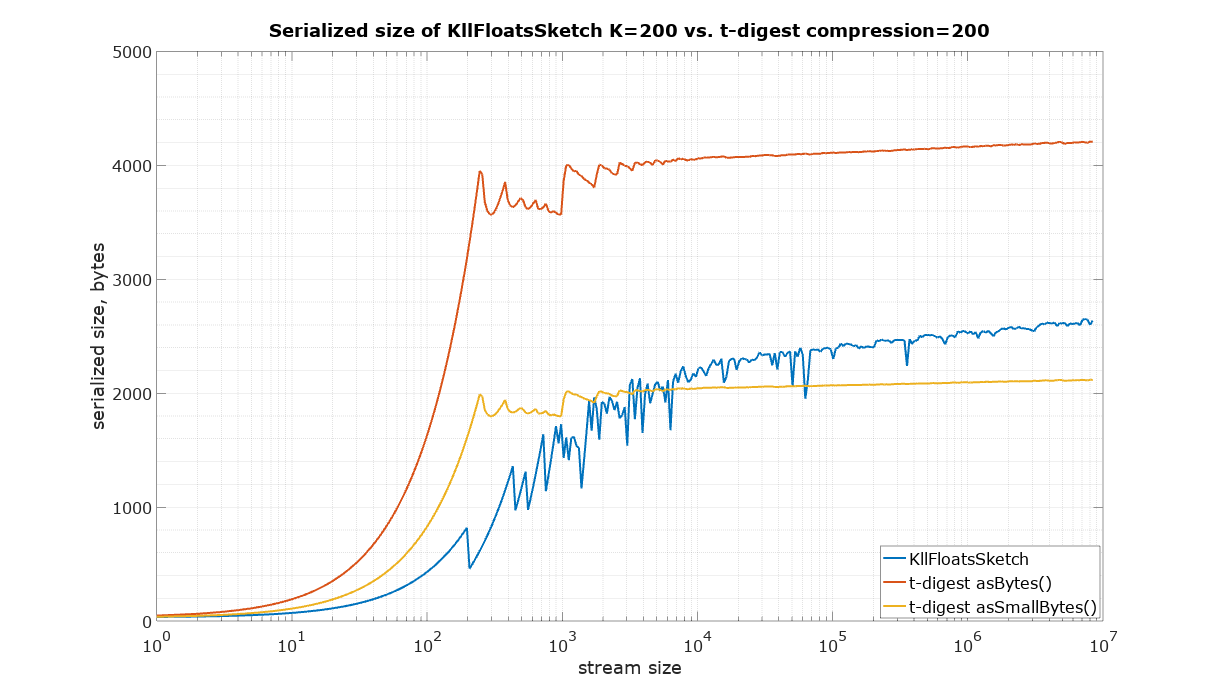 Serialized size of KllFloatsSketch K=200 vs. t-digest compression=200
serialized size, bytes
5000
4000
3000
2000
1000
0
10^0 10^1 10^2 10^3 10^4 10^5 10^6 10^7
stream size
KllFloatsSketch
t-digest asBytes()
t-digest asSmallBytes()